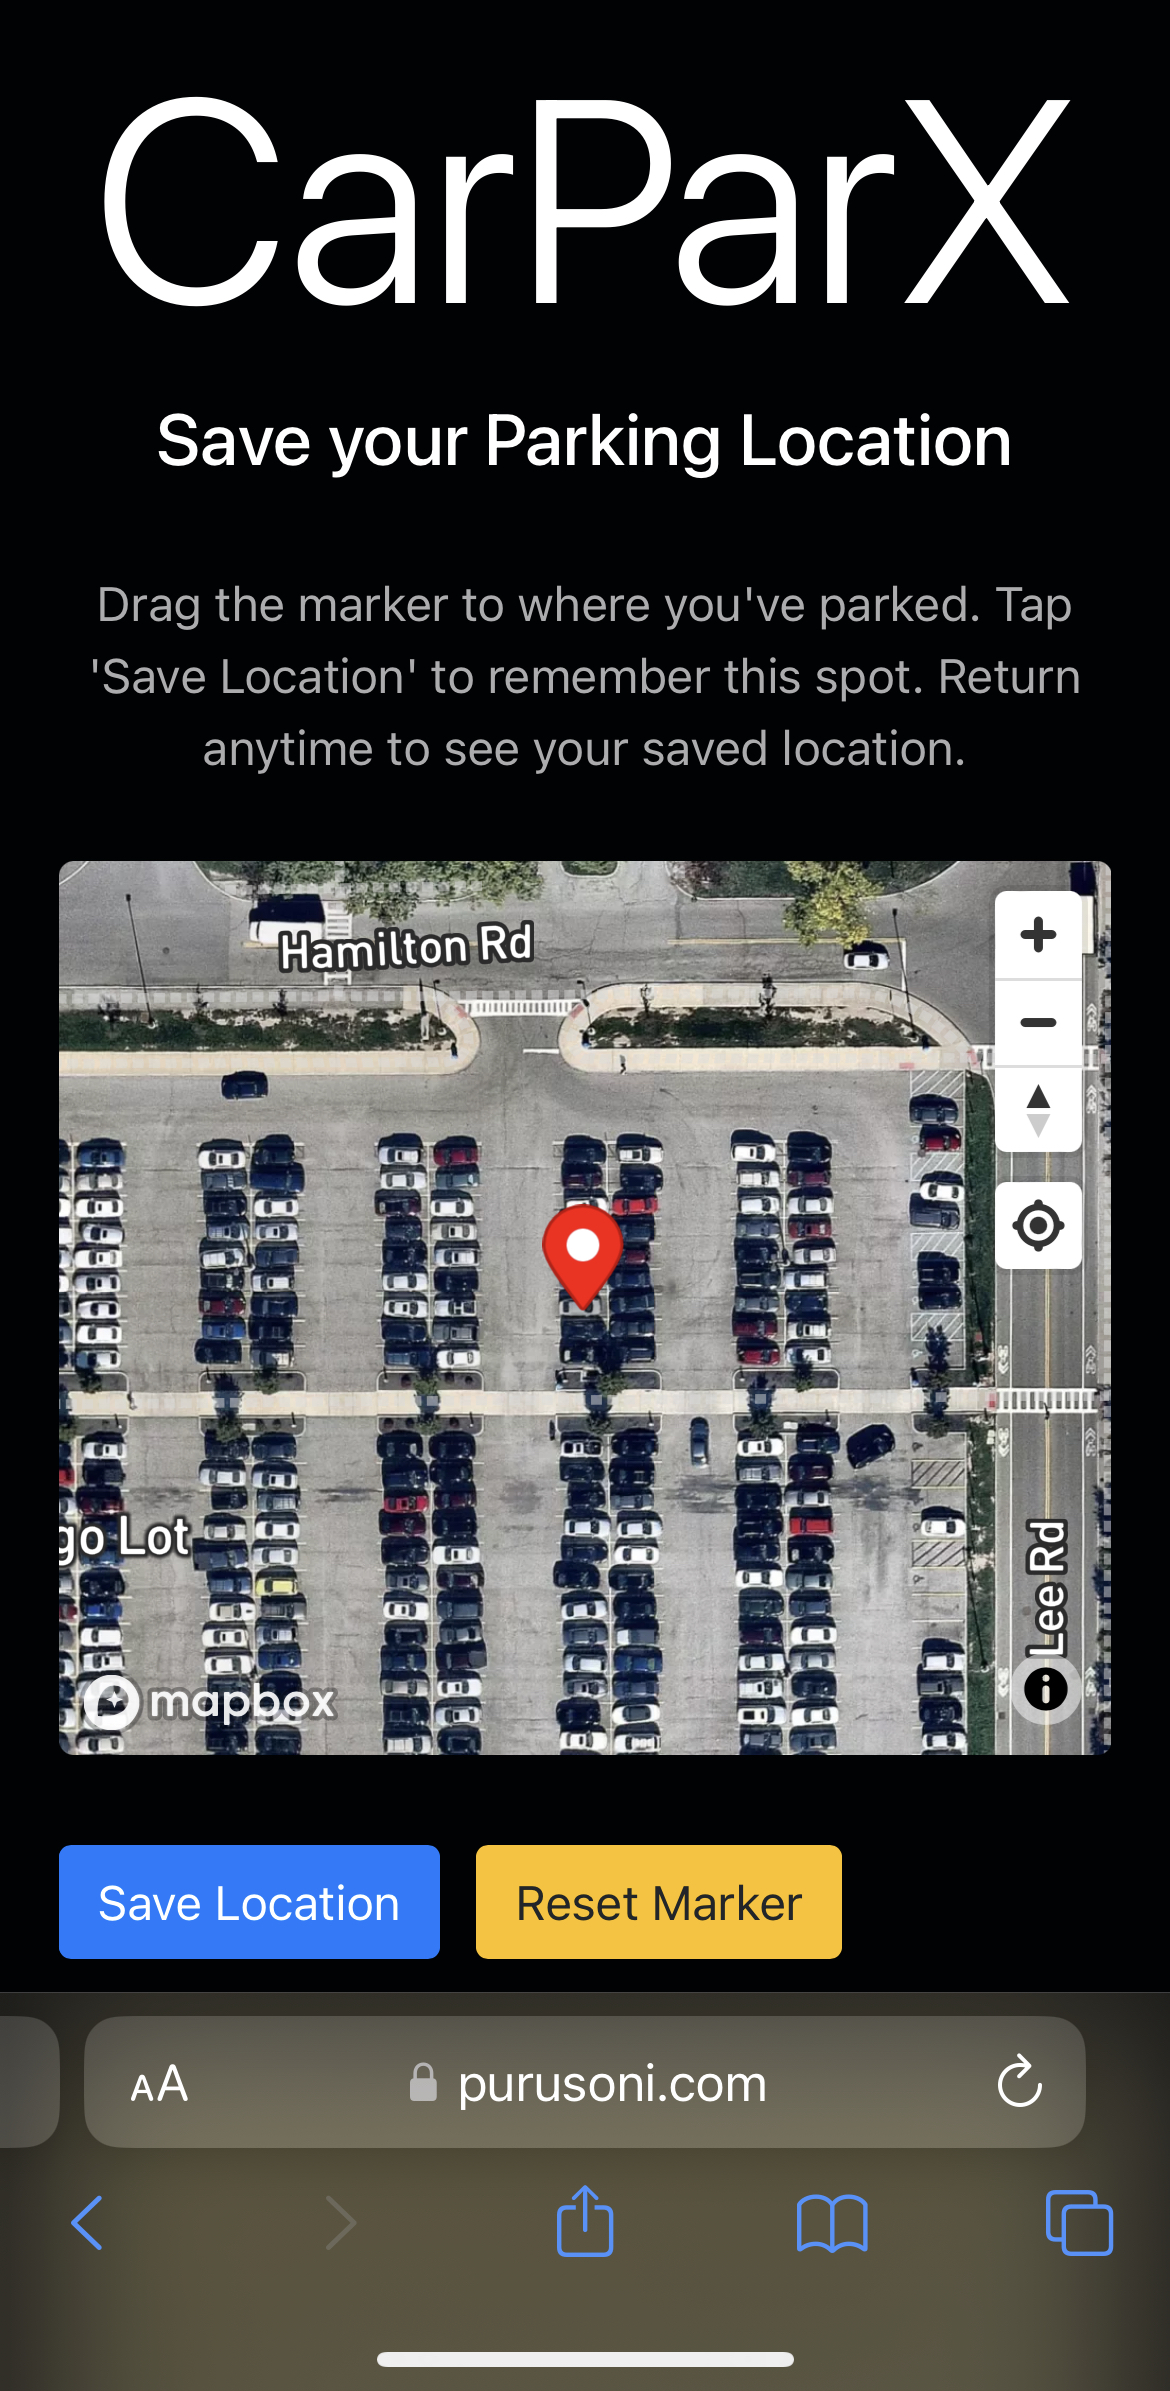 CarParX
Save your Parking Location
Drag the marker to where you've parked. Tap
'Save Location' to remember this spot. Return
anytime to see your saved location.
Hamilton Rd
go Lot
Lee Rd
mapbox
Save Location
Reset Marker
AA
purusoni.com